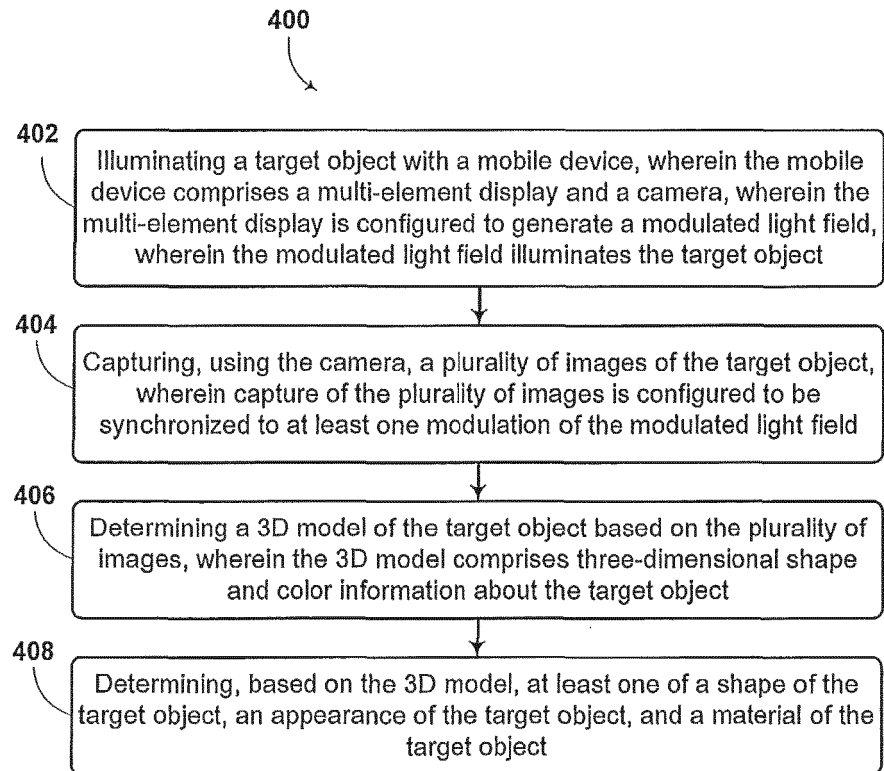 400
402
Illuminating a target object with a mobile device, wherein the mobile
device comprises a multi-element display and a camera, wherein the
multi-element display is configured to generate a modulated light field,
wherein the modulated light field illuminates the target object
404
Capturing, using the camera, a plurality of images of the target object,
wherein capture of the plurality of images is configured to be
synchronized to at least one modulation of the modulated light field
406
Determining a 3D model of the target object based on the plurality of
images, wherein the 3D model comprises three-dimensional shape
and color information about the target object
408
Determining, based on the 3D model, at least one of a shape of the
target object, an appearance of the target object, and a material of the
target object